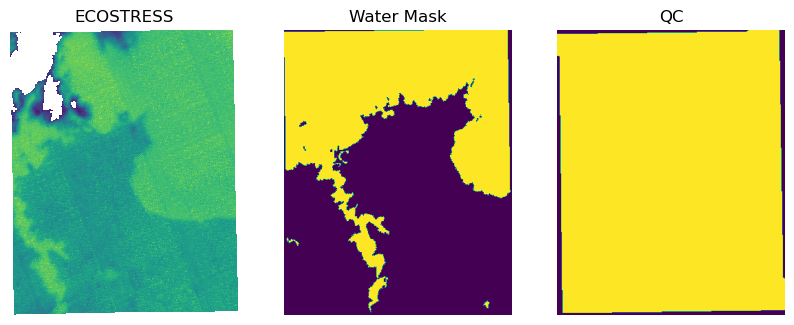 ECOSTRESS
Water Mask
QC